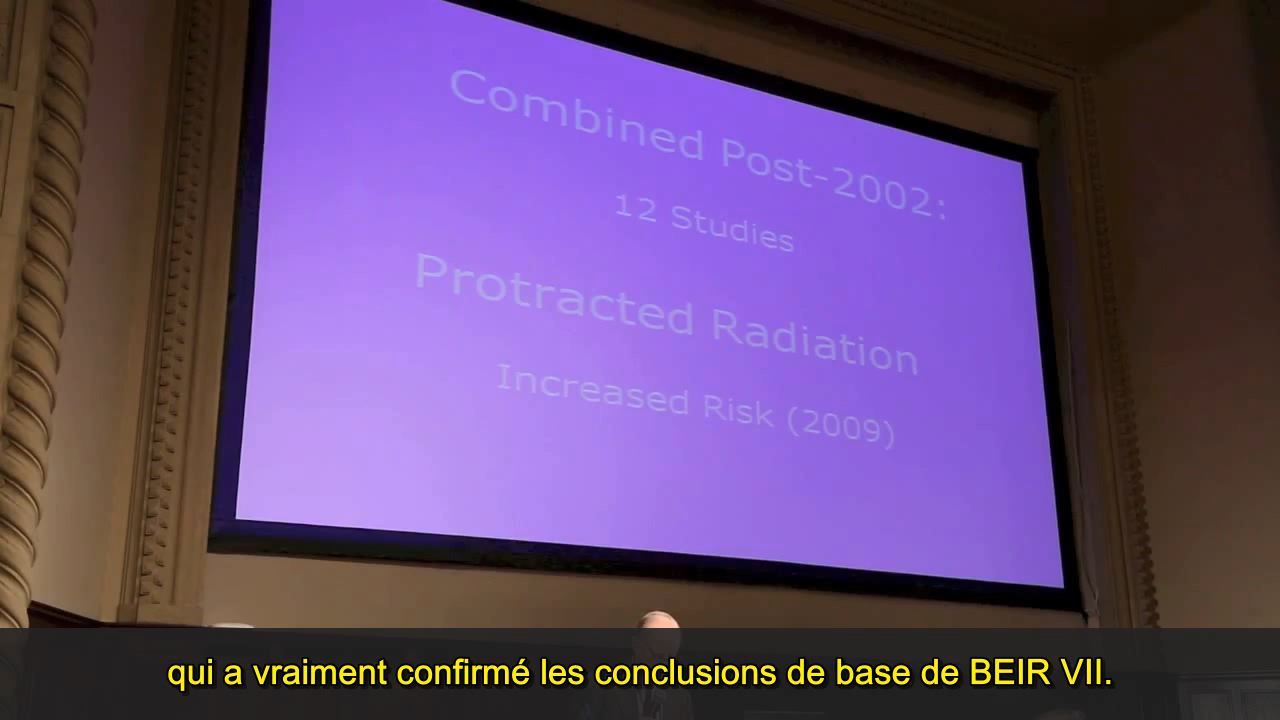 Combined Post-2002:
12 Studies
Protracted Radiation
Increased Risk (2009)
qui a vraiment confirmé les conclusions de base de BEIR VII.